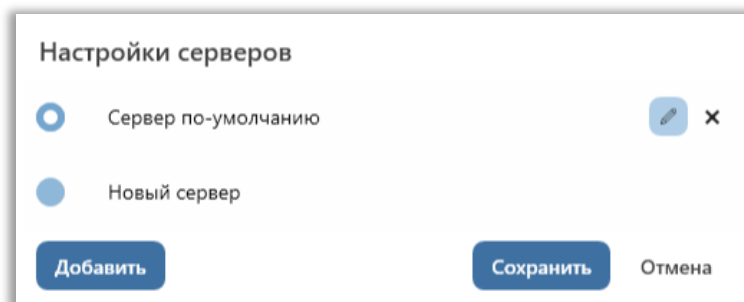 Настройки серверов
Сервер по-умолчанию
Новый сервер
Добавить Сохранить Отмена